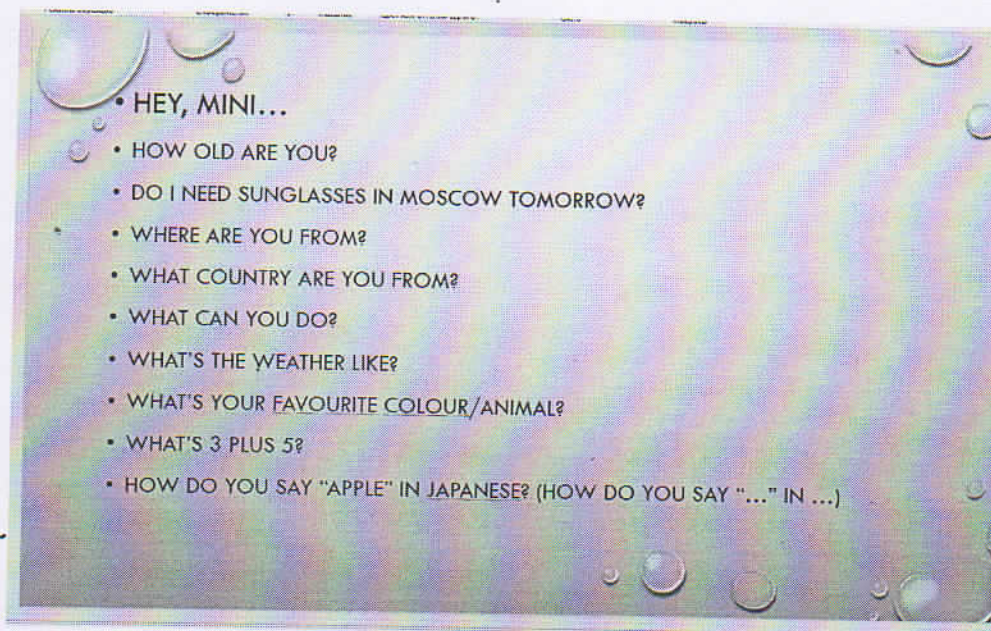 • HEY, MINI...
• HOW OLD ARE YOU?
• DO I NEED SUNGLASSES IN MOSCOW TOMORROW?
• WHERE ARE YOU FROM?
• WHAT COUNTRY ARE YOU FROM?
• WHAT CAN YOU DO?
• WHAT'S THE WEATHER LIKE?
• WHAT'S YOUR FAVOURITE COLOUR/ANIMAL?
• WHAT'S 3 PLUS 5?
• HOW DO YOU SAY "APPLE" IN JAPANESE? (HOW DO YOU SAY "..." IN ...)